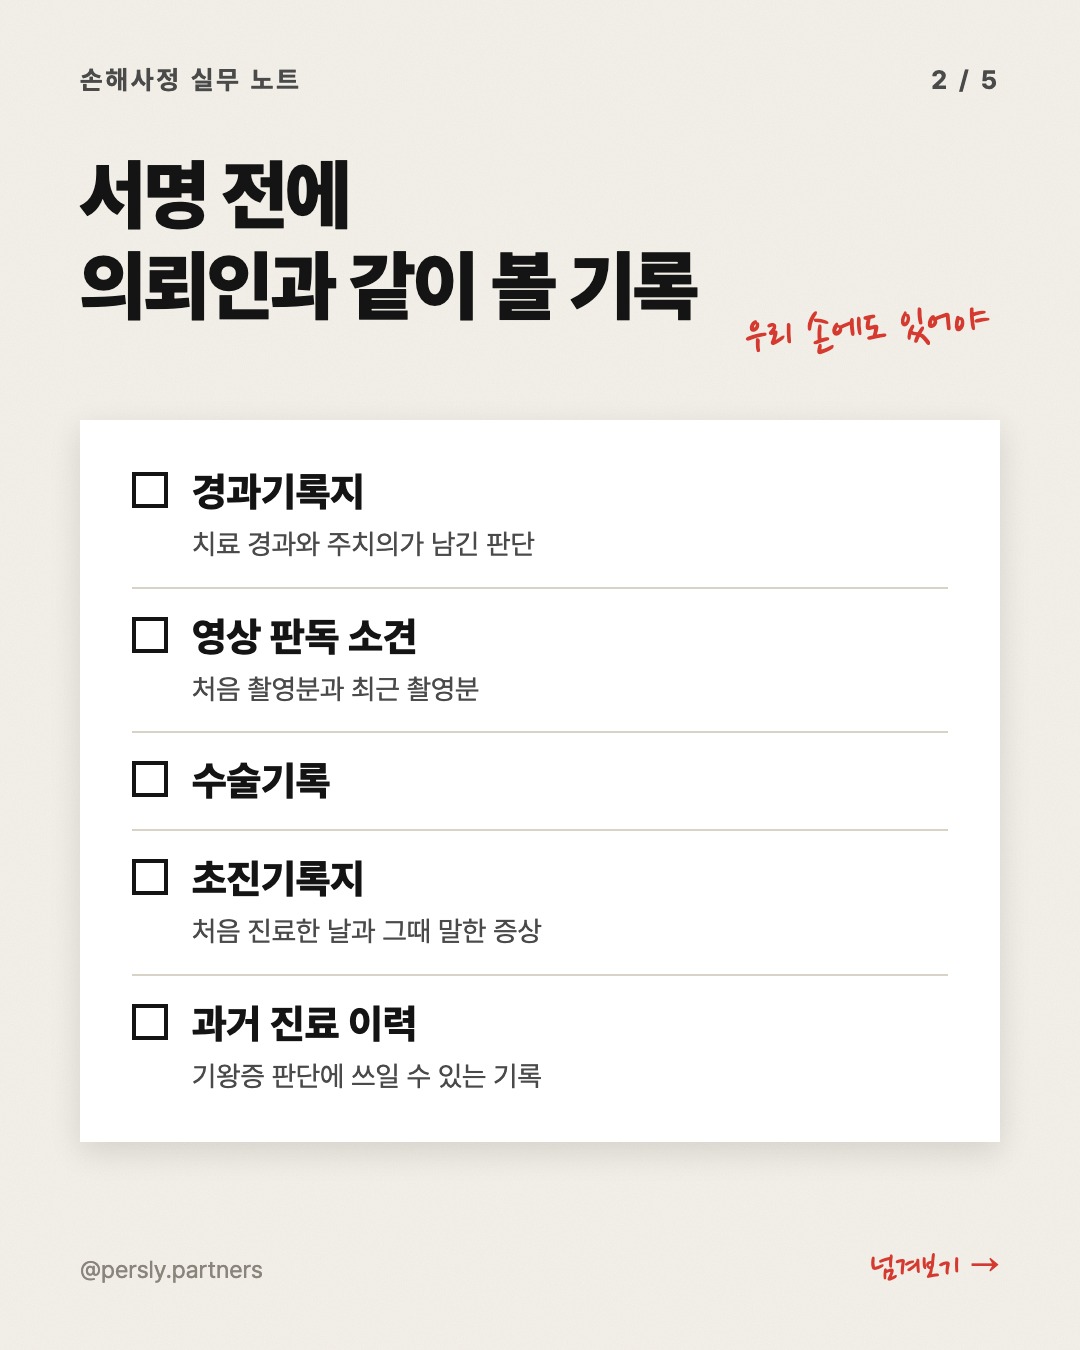 손해사정 실무 노트
2 / 5
서명 전에
의뢰인과 같이 볼 기록
우리 손에도 있어야
경과기록지
치료 경과와 주치의가 남긴 판단
영상 판독 소견
처음 촬영분과 최근 촬영분
수술기록
초진기록지
처음 진료한 날과 그때 말한 증상
과거 진료 이력
기왕증 판단에 쓰일 수 있는 기록
@persly.partners
넘겨보기 →